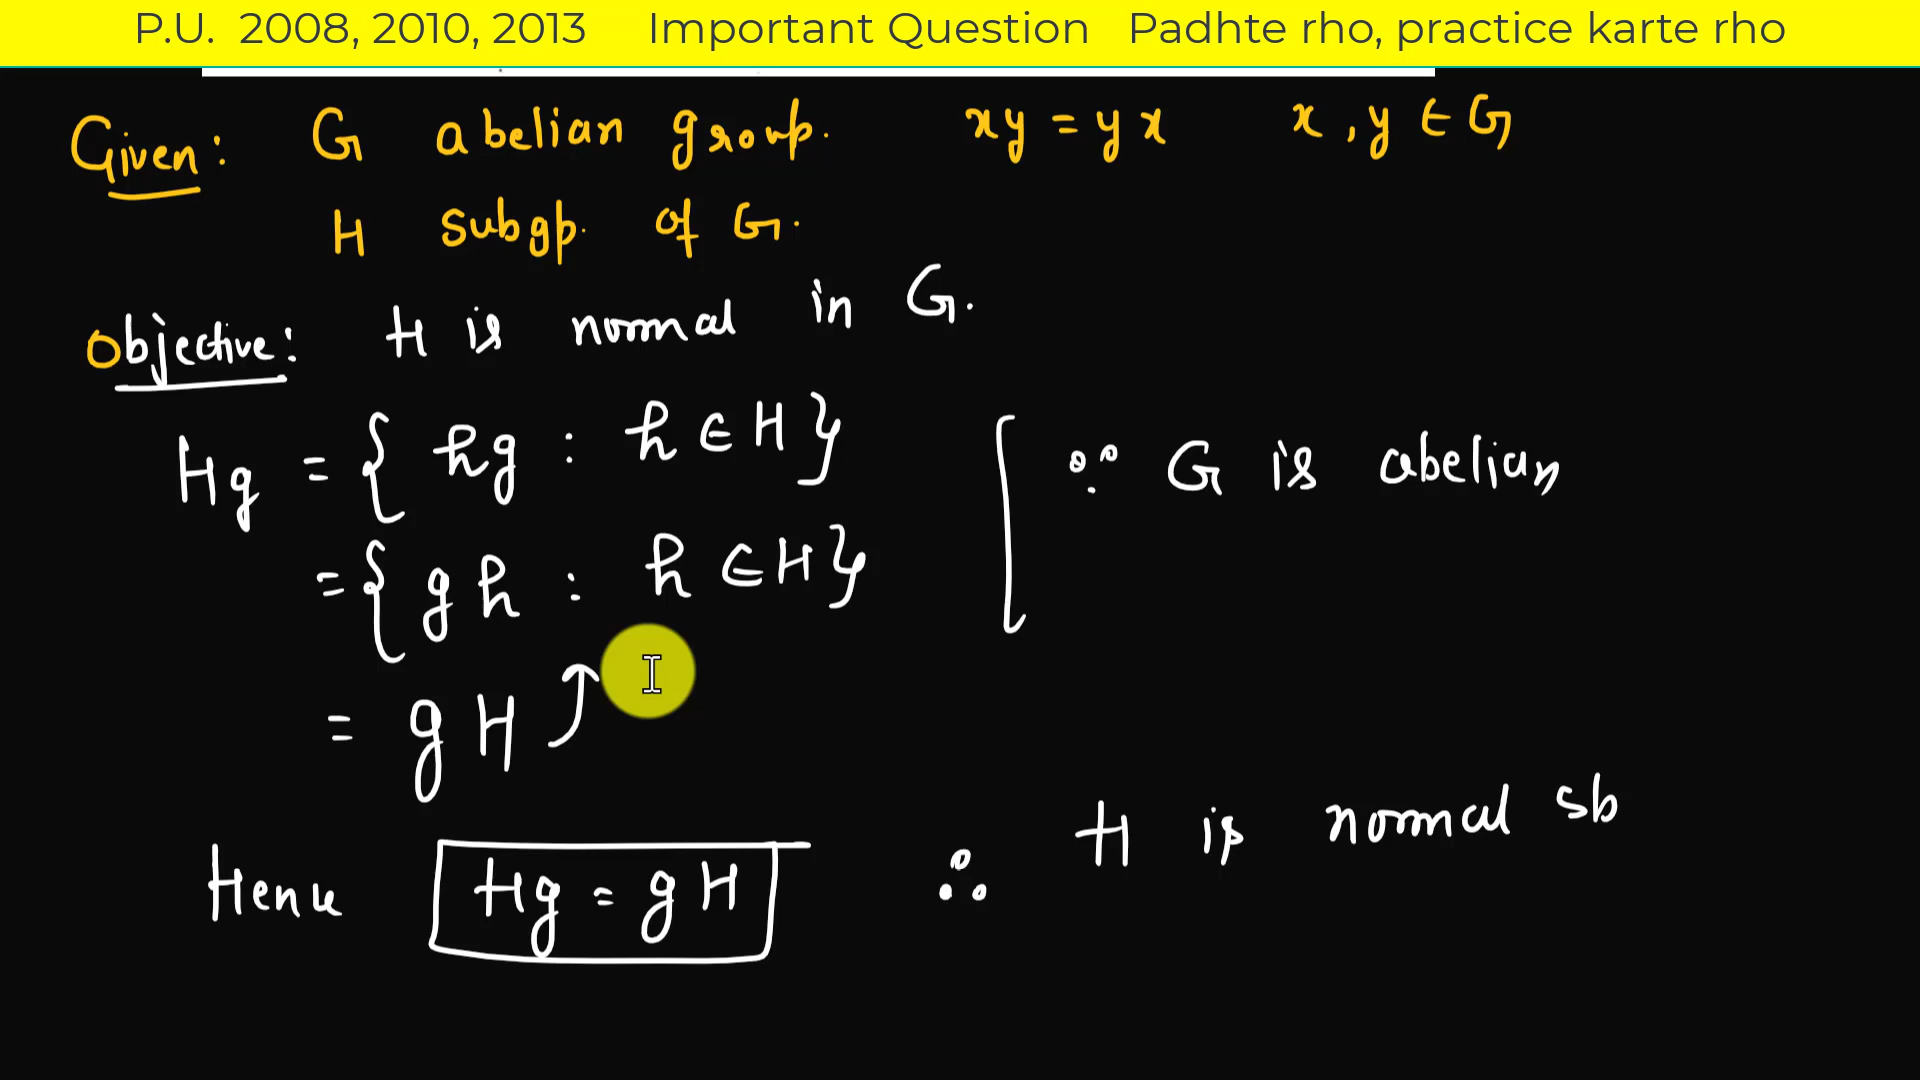 P.U. 2008, 2010, 2013 Important Question Padhte rho, practice karte rho
Given: G abelian group. xy = yx x, y ∈ G
H subgp. of G.
Objective: H is normal in G.
Hg = { hg : h ∈ H } [ ∵ G is abelian
= { gh : h ∈ H }
= gH
Hence Hg = gH ∴ H is normal sb